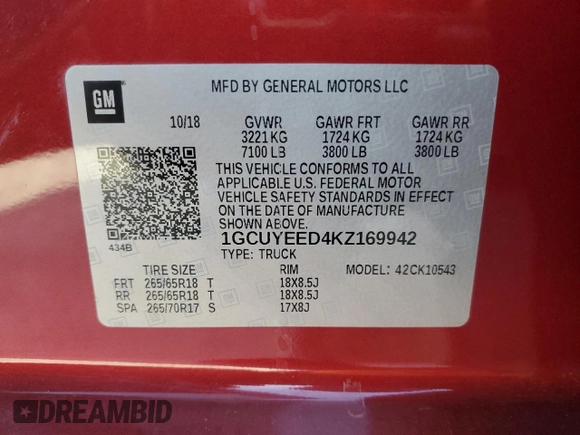 GM
MFD BY GENERAL MOTORS LLC
10/18 GVWR GAWR FRT GAWR RR
3221 KG 1724 KG 1724 KG
7100 LB 3800 LB 3800 LB
THIS VEHICLE CONFORMS TO ALL
APPLICABLE U.S. FEDERAL MOTOR
VEHICLE SAFETY STANDARDS IN EFFECT
ON THE DATE OF MANUFACTURE
SHOWN ABOVE.
434B
1GCUYEED4KZ169942
TYPE: TRUCK
MODEL: 42CK10543
TIRE SIZE RIM
FRT 265/65R18 T 18X8.5J
RR 265/65R18 T 18X8.5J
SPA 265/70R17 S 17X8J
DREAMBID